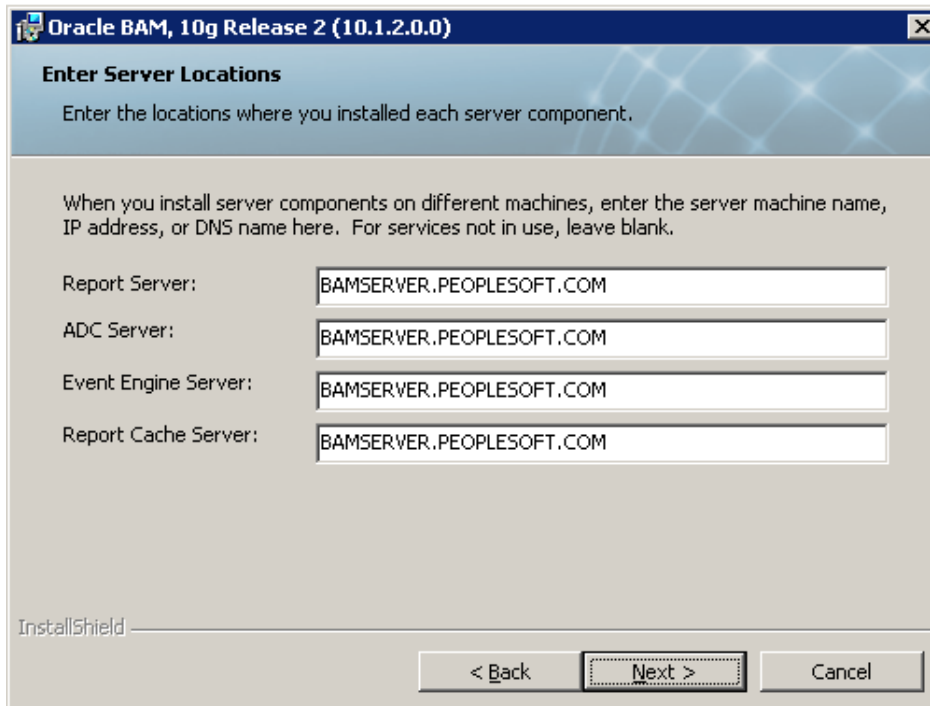 Oracle BAM, 10g Release 2 (10.1.2.0.0)
Enter Server Locations
Enter the locations where you installed each server component.
When you install server components on different machines, enter the server machine name,
IP address, or DNS name here. For services not in use, leave blank.
Report Server: BAMSERVER.PEOPLESOFT.COM
ADC Server: BAMSERVER.PEOPLESOFT.COM
Event Engine Server: BAMSERVER.PEOPLESOFT.COM
Report Cache Server: BAMSERVER.PEOPLESOFT.COM
InstallShield
< Back Next > Cancel